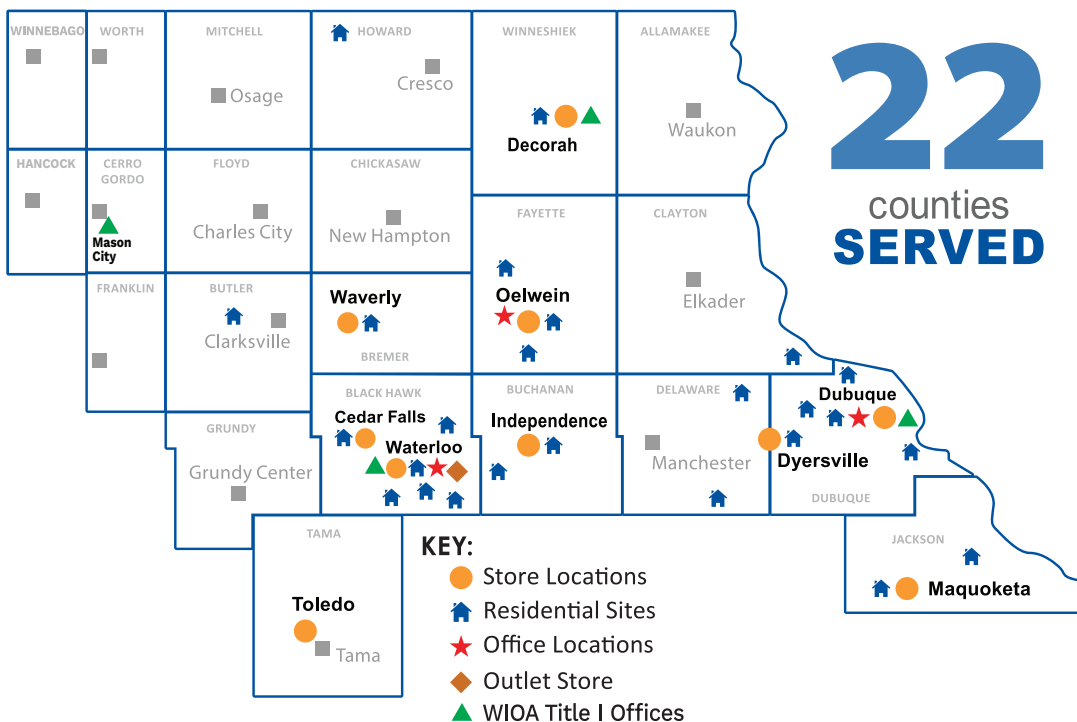 WINNEBAGO
WORTH
MITCHELL
HOWARD
WINNESHIEK
ALLAMAKEE
22
counties
SERVED
Osage
Cresco
Decorah
Waukon
HANCOCK
CERRO
GORDO
Mason
City
FLOYD
Charles City
CHICKASAW
New Hampton
FAYETTE
Oelwein
CLAYTON
Elkader
FRANKLIN
BUTLER
Clarksville
Waverly
BREMER
GRUNDY
Grundy Center
BLACK HAWK
Cedar Falls
Waterloo
BUCHANAN
Independence
DELAWARE
Manchester
Dubuque
Dyersville
DUBUQUE
TAMA
Toledo
Tama
JACKSON
Maquoketa
KEY:
Store Locations
Residential Sites
Office Locations
Outlet Store
WIOA Title I Offices